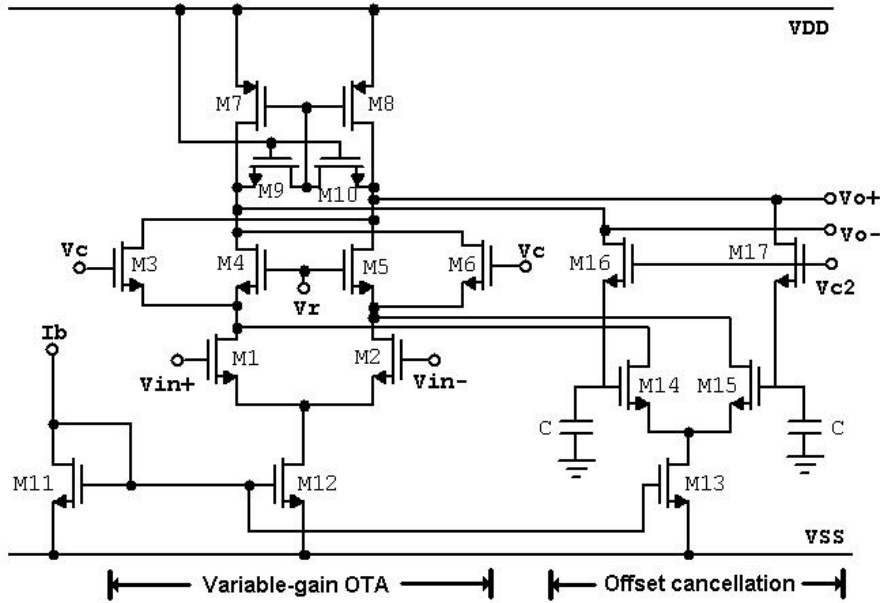 VDD
M7
M8
M9
M10
Vo+
Vo-
Vc
M3
M4
M5
M6
Vc
M16
M17
Vr
Vc2
Ib
M1
M2
Vin+
Vin-
M14
M15
C
C
M11
M12
M13
VSS
Variable-gain OTA
Offset cancellation